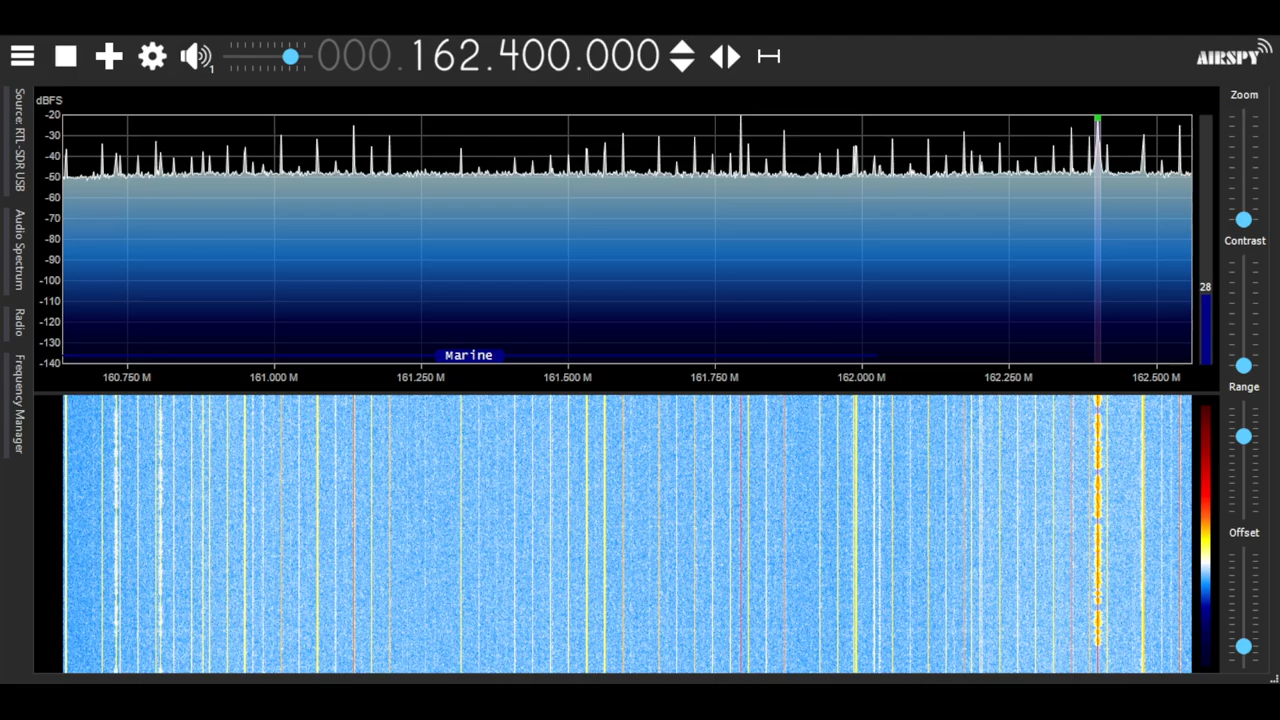 000.162.400.000
1
AIRSPY
Source: RTL-SDR USB
Audio Spectrum
Radio
Frequency Manager
dBFS
-20
-30
-40
-50
-60
-70
-80
-90
-100
-110
-120
-130
-140
Marine
160.750 M 161.000 M 161.250 M 161.500 M 161.750 M 162.000 M 162.250 M 162.500 M
28
Zoom
Contrast
Range
Offset